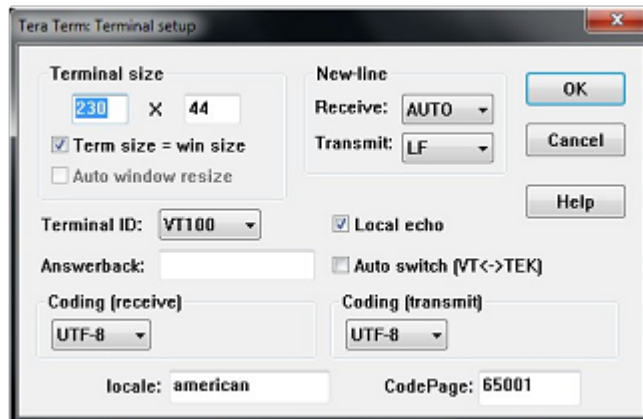 Tera Term: Terminal setup
Terminal size
230 X 44
Term size = win size
Auto window resize
New-line
Receive: AUTO
Transmit: LF
OK
Cancel
Help
Terminal ID: VT100
Local echo
Answerback:
Auto switch (VT<->TEK)
Coding (receive)
UTF-8
Coding (transmit)
UTF-8
locale: american
CodePage: 65001